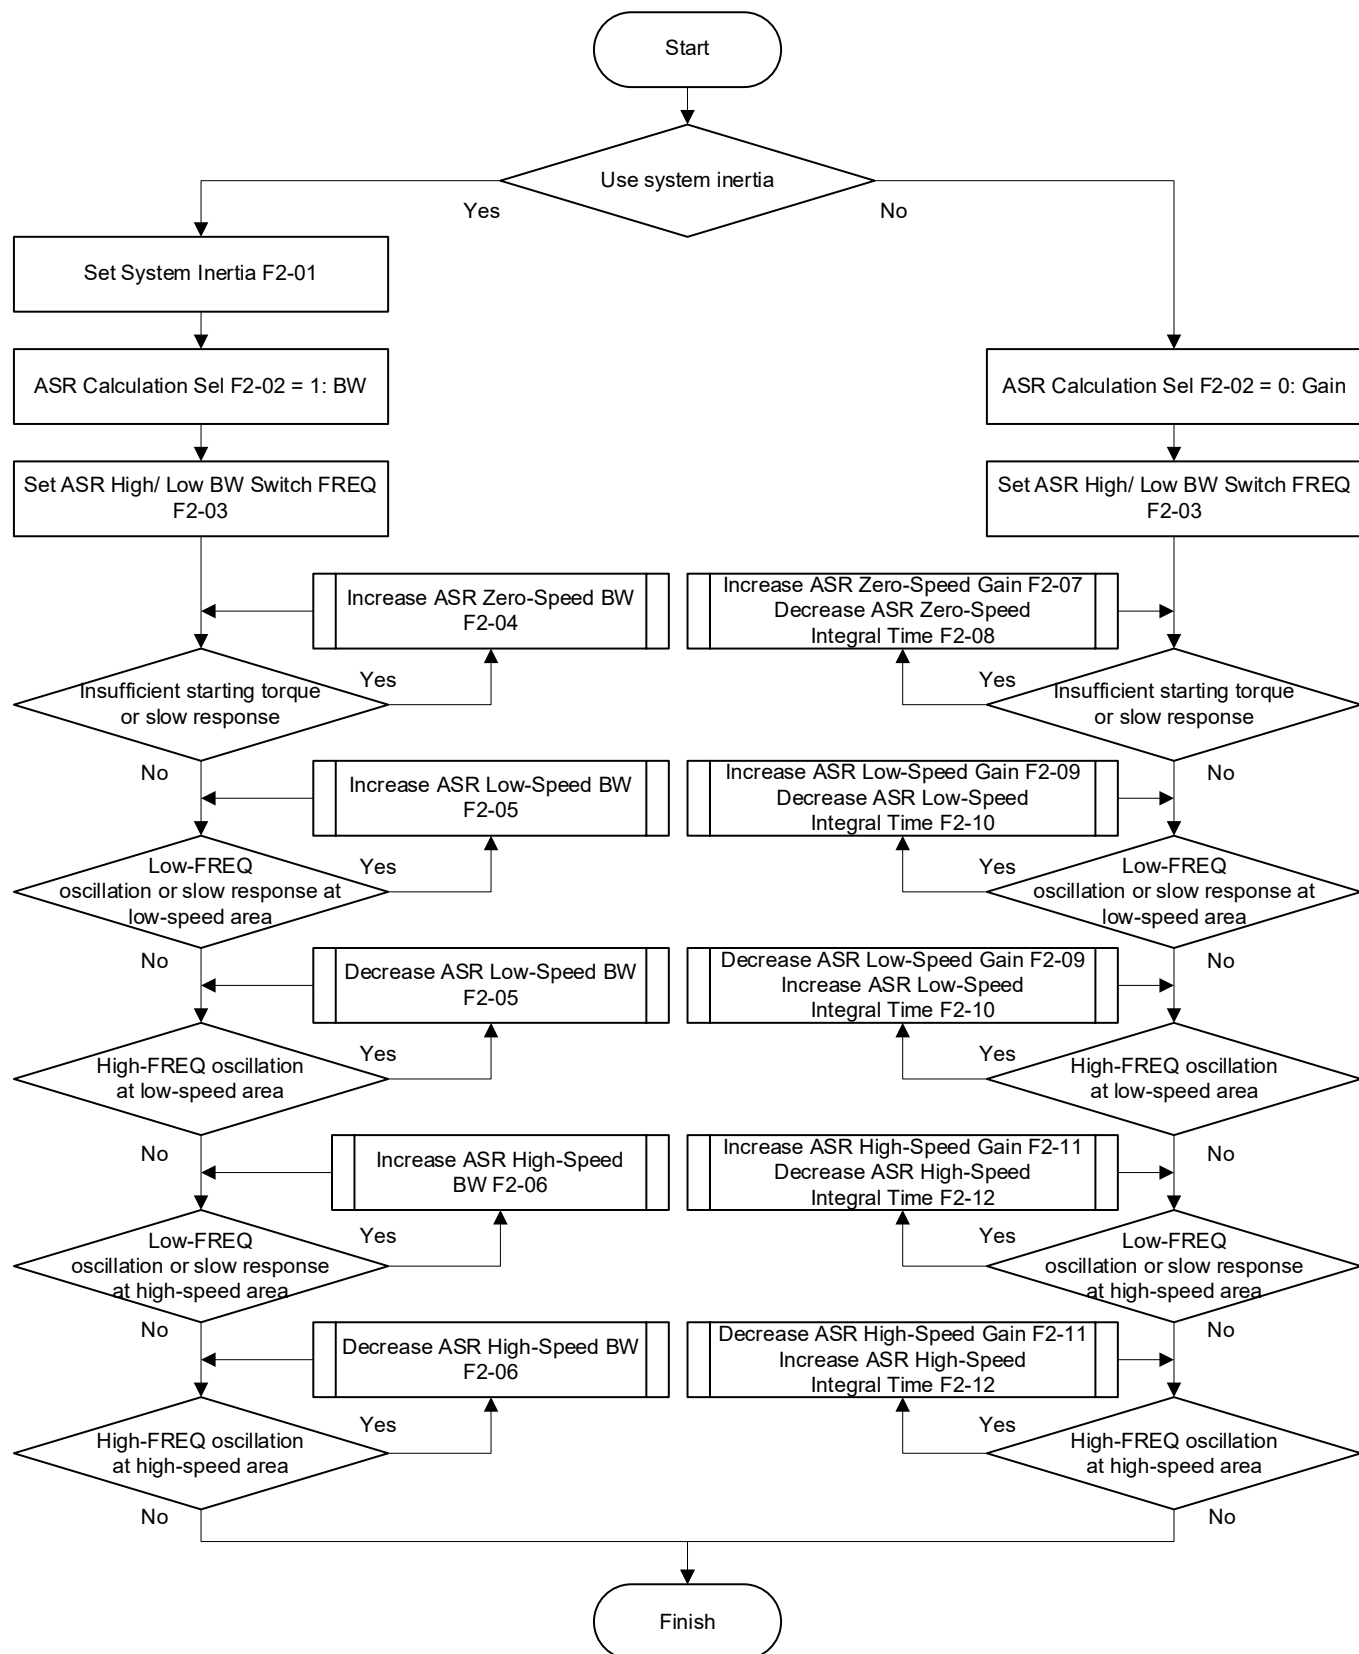 Start
Use system inertia
Yes
No
Set System Inertia F2-01
ASR Calculation Sel F2-02 = 1: BW
ASR Calculation Sel F2-02 = 0: Gain
Set ASR High/ Low BW Switch FREQ
F2-03
Set ASR High/ Low BW Switch FREQ
F2-03
Increase ASR Zero-Speed BW
F2-04
Increase ASR Zero-Speed Gain F2-07
Decrease ASR Zero-Speed
Integral Time F2-08
Insufficient starting torque
or slow response
Yes
Yes
Insufficient starting torque
or slow response
No
No
Increase ASR Low-Speed BW
F2-05
Increase ASR Low-Speed Gain F2-09
Decrease ASR Low-Speed
Integral Time F2-10
Low-FREQ
oscillation or slow response at
low-speed area
Yes
Yes
Low-FREQ
oscillation or slow response at
low-speed area
No
No
Decrease ASR Low-Speed BW
F2-05
Decrease ASR Low-Speed Gain F2-09
Increase ASR Low-Speed
Integral Time F2-10
High-FREQ oscillation
at low-speed area
Yes
Yes
High-FREQ oscillation
at low-speed area
No
No
Increase ASR High-Speed
BW F2-06
Increase ASR High-Speed Gain F2-11
Decrease ASR High-Speed
Integral Time F2-12
Low-FREQ
oscillation or slow response
at high-speed area
Yes
Yes
Low-FREQ
oscillation or slow response
at high-speed area
No
No
Decrease ASR High-Speed BW
F2-06
Decrease ASR High-Speed Gain F2-11
Increase ASR High-Speed
Integral Time F2-12
High-FREQ oscillation
at high-speed area
Yes
Yes
High-FREQ oscillation
at high-speed area
No
No
Finish